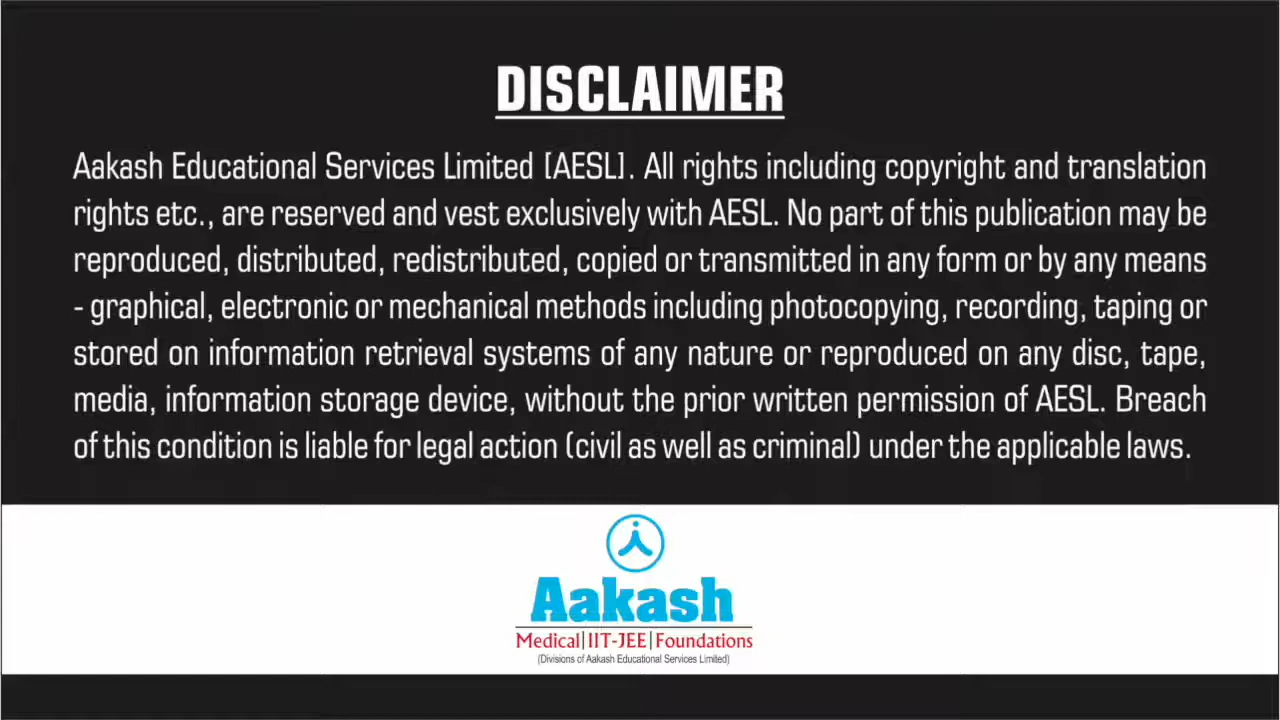 DISCLAIMER
Aakash Educational Services Limited [AESL]. All rights including copyright and translation
rights etc., are reserved and vest exclusively with AESL. No part of this publication may be
reproduced, distributed, redistributed, copied or transmitted in any form or by any means
- graphical, electronic or mechanical methods including photocopying, recording, taping or
stored on information retrieval systems of any nature or reproduced on any disc, tape,
media, information storage device, without the prior written permission of AESL. Breach
of this condition is liable for legal action (civil as well as criminal) under the applicable laws.
Aakash
Medical|IIT-JEE|Foundations
(Divisions of Aakash Educational Services Limited)